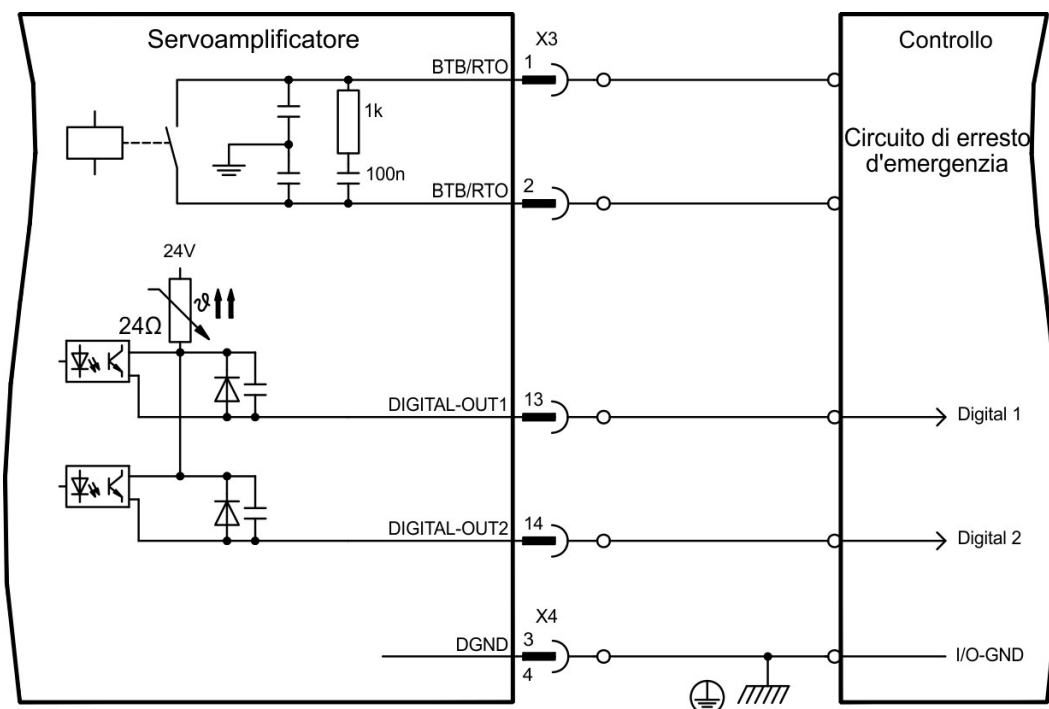 Servoamplificatore
X3
Controllo
BTB/RTO
1
1k
Circuito di erresto
d'emergenzia
100n
BTB/RTO
2
24V
ϑ
24Ω
DIGITAL-OUT1
13
Digital 1
DIGITAL-OUT2
14
Digital 2
X4
DGND
3
4
I/O-GND